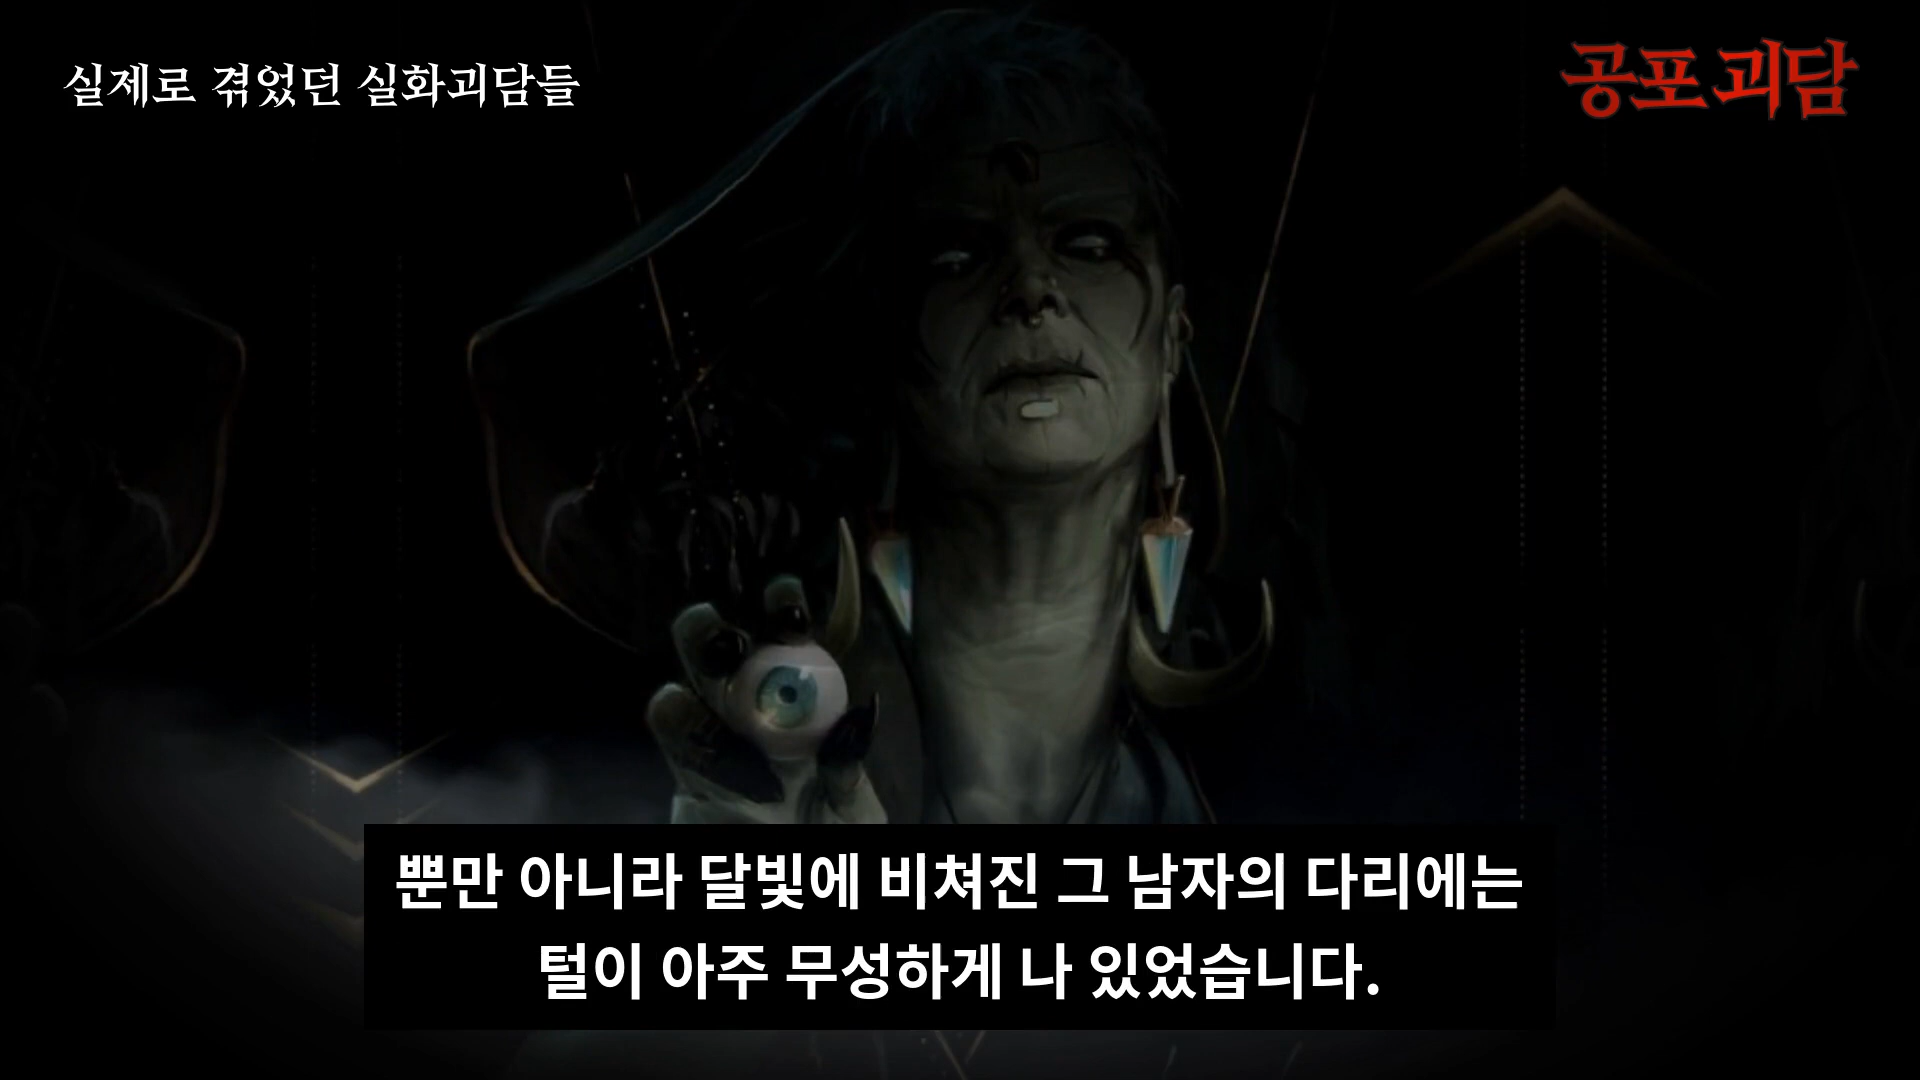 실제로 겪었던 실화괴담들
공포괴담
뿐만 아니라 달빛에 비쳐진 그 남자의 다리에는
털이 아주 무성하게 나 있었습니다.